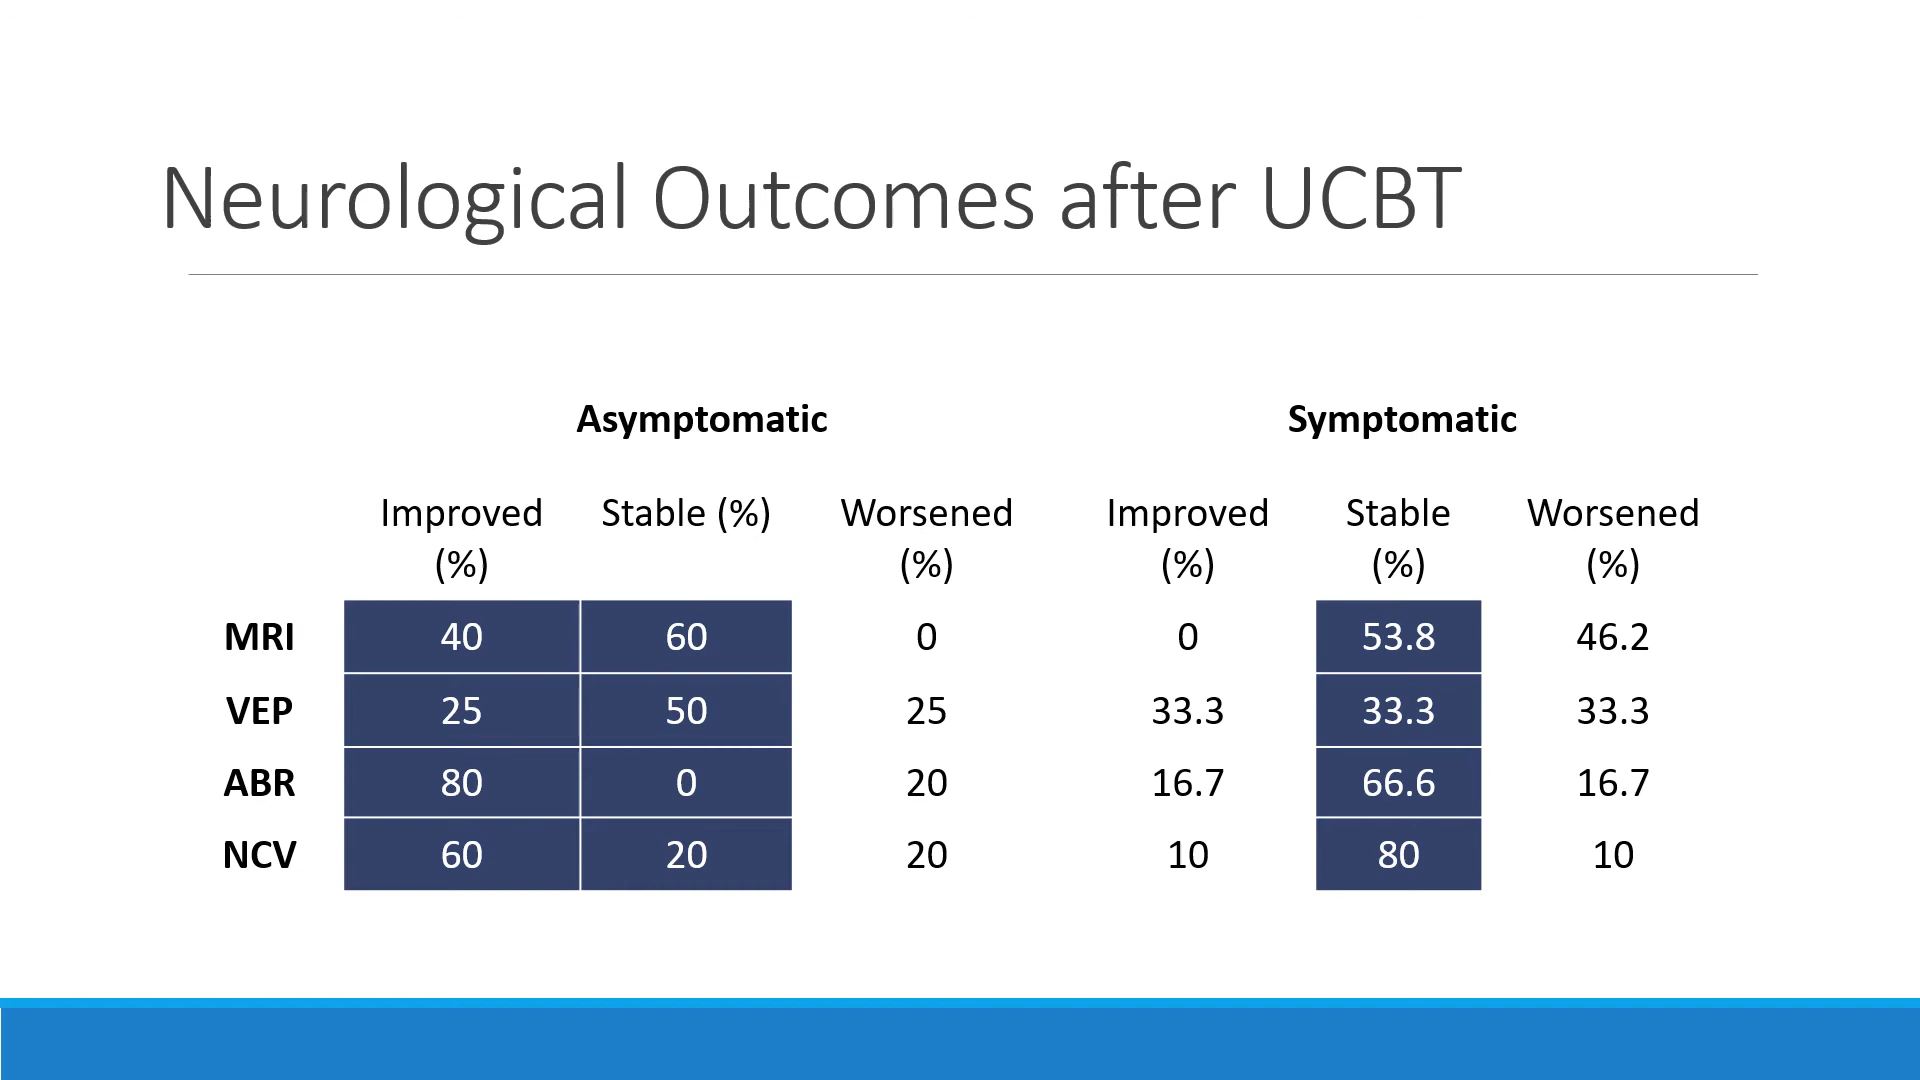 Neurological Outcomes after UCBT
Asymptomatic Symptomatic
Improved (%) Stable (%) Worsened (%) Improved (%) Stable (%) Worsened (%)
MRI 40 60 0 0 53.8 46.2
VEP 25 50 25 33.3 33.3 33.3
ABR 80 0 20 16.7 66.6 16.7
NCV 60 20 20 10 80 10